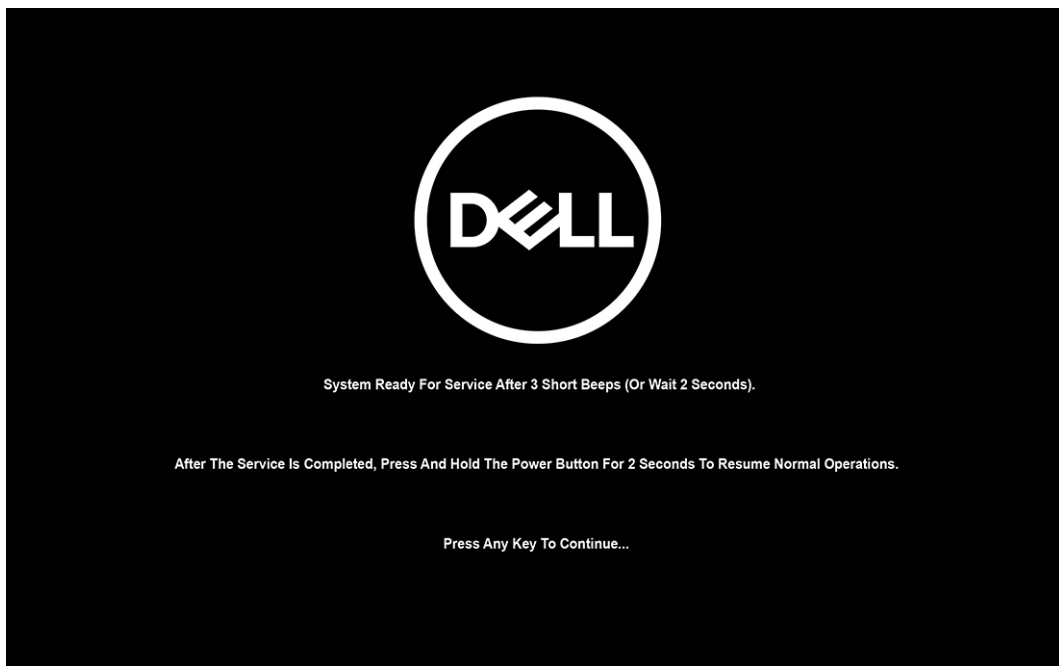 DELL
System Ready For Service After 3 Short Beeps (Or Wait 2 Seconds).
After The Service Is Completed, Press And Hold The Power Button For 2 Seconds To Resume Normal Operations.
Press Any Key To Continue...